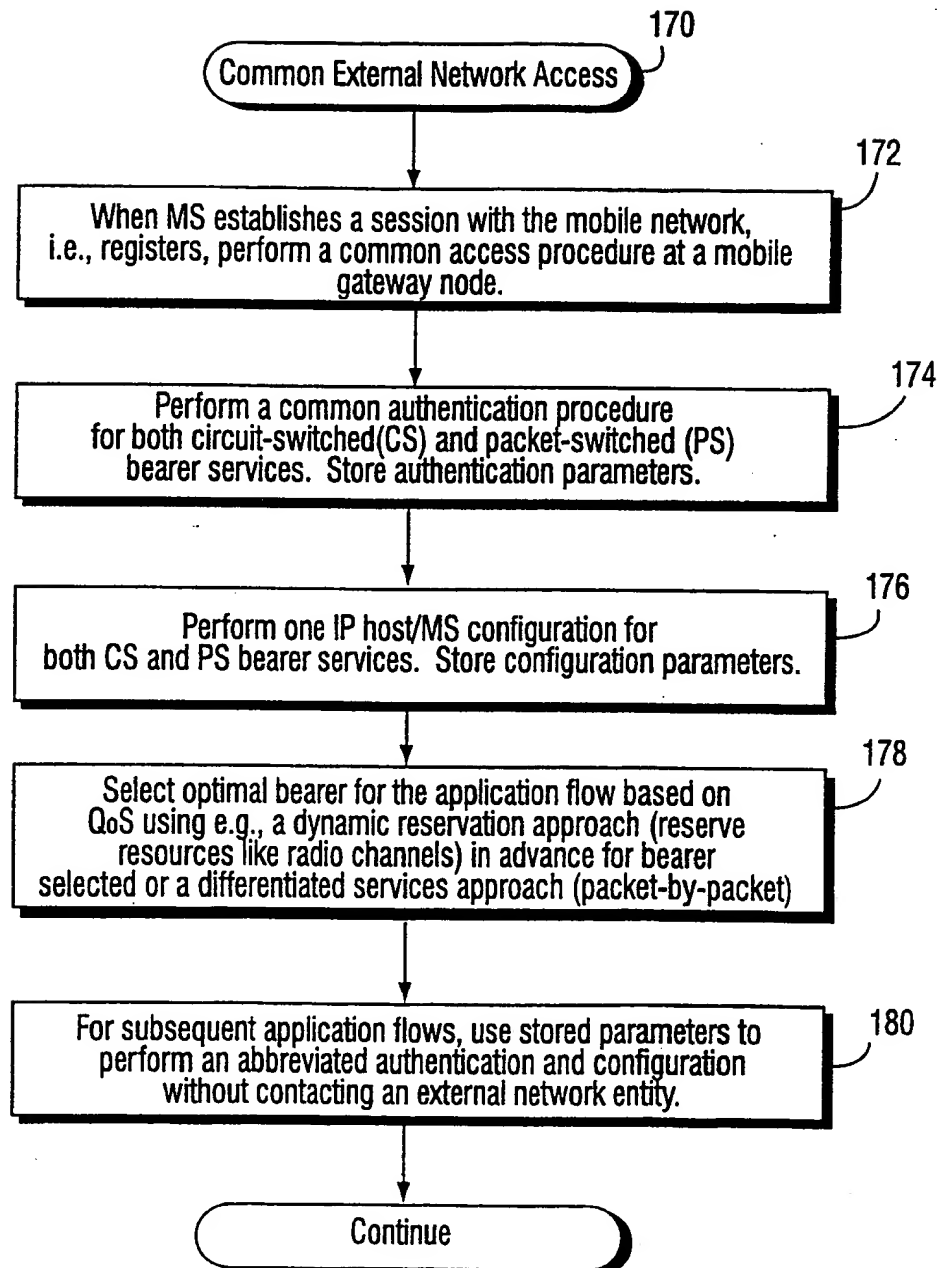 170
Common External Network Access
172
When MS establishes a session with the mobile network,
i.e., registers, perform a common access procedure at a mobile
gateway node.
174
Perform a common authentication procedure
for both circuit-switched(CS) and packet-switched (PS)
bearer services. Store authentication parameters.
176
Perform one IP host/MS configuration for
both CS and PS bearer services. Store configuration parameters.
178
Select optimal bearer for the application flow based on
QoS using e.g., a dynamic reservation approach (reserve
resources like radio channels) in advance for bearer
selected or a differentiated services approach (packet-by-packet)
180
For subsequent application flows, use stored parameters to
perform an abbreviated authentication and configuration
without contacting an external network entity.
Continue